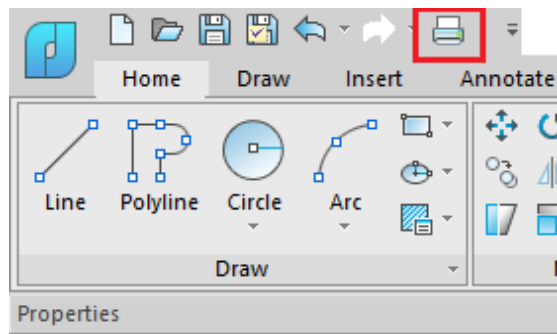 Home Draw Insert Annotate
Line Polyline Circle Arc
Draw
Properties